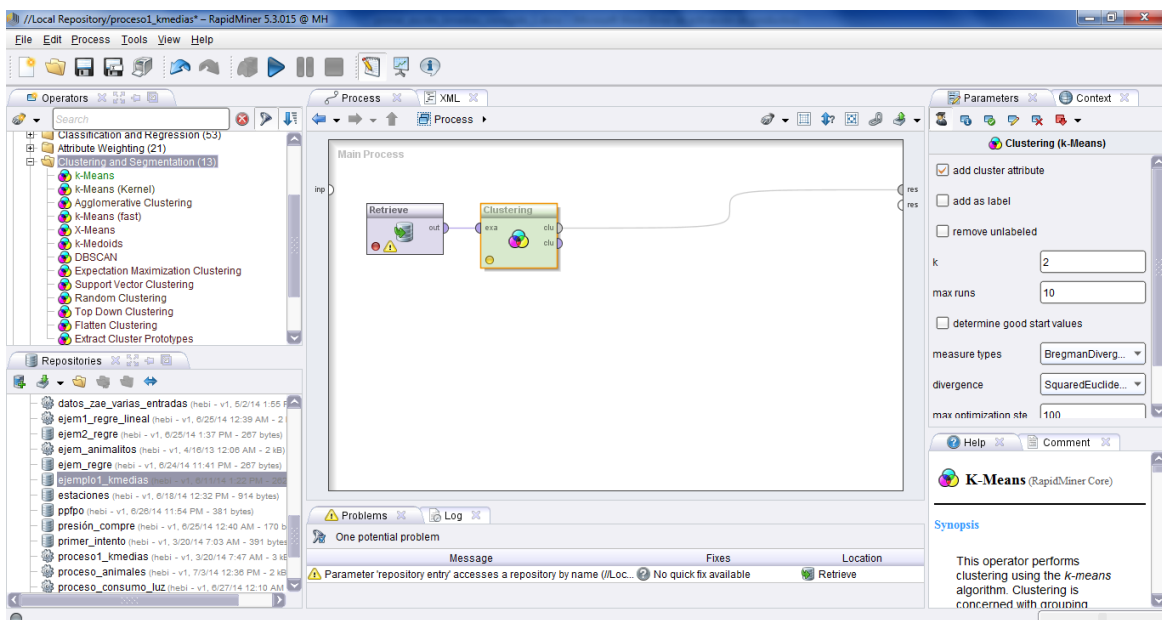 //Local Repository/proceso1_kmedias* – RapidMiner 5.3.015 @ MH
File Edit Process Tools View Help
Operators
Search
Classification and Regression (53)
Attribute Weighting (21)
Clustering and Segmentation (13)
k-Means
k-Means (Kernel)
Agglomerative Clustering
k-Means (fast)
X-Means
k-Medoids
DBSCAN
Expectation Maximization Clustering
Support Vector Clustering
Random Clustering
Top Down Clustering
Flatten Clustering
Extract Cluster Prototypes
Repositories
datos_zae_varias_entradas (hebi - v1, 5/2/14 1:55
ejem1_regre_lineal (hebi - v1, 6/25/14 12:39 AM - 2
ejem2_regre (hebi - v1, 6/25/14 1:37 PM - 267 bytes)
ejem_animalitos (hebi - v1, 4/16/13 12:06 AM - 2 kB)
ejem_regre (hebi - v1, 6/24/14 11:41 PM - 267 bytes)
ejemplo1_kmedias
estaciones (hebi - v1, 6/18/14 12:32 PM - 914 bytes)
ppfpo (hebi - v1, 6/26/14 11:54 PM - 381 bytes)
presión_compre (hebi - v1, 6/25/14 12:40 AM - 170 b
primer_intento (hebi - v1, 3/20/14 7:03 AM - 391 bytes
proceso1_kmedias (hebi - v1, 3/20/14 7:47 AM - 3 kB
proceso_animales (hebi - v1, 7/3/14 12:36 PM - 2 kB
proceso_consumo_luz (hebi - v1, 6/27/14 12:10 AM
Process XML
Process
Main Process
inp
Retrieve
out
Clustering
exa clu
clu
res
res
Problems Log
One potential problem
Message Fixes Location
Parameter 'repository entry' accesses a repository by name (//Loc... No quick fix available Retrieve
Parameters Context
Clustering (k-Means)
add cluster attribute
add as label
remove unlabeled
k 2
max runs 10
determine good start values
measure types BregmanDiverg...
divergence SquaredEuclide...
max optimization ste 100
Help Comment
K-Means (RapidMiner Core)
Synopsis
This operator performs
clustering using the k-means
algorithm. Clustering is
concerned with grouping